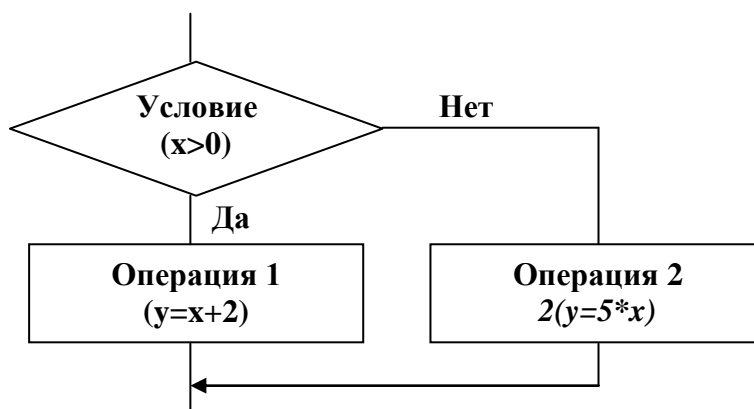 Условие
(x>0)
Нет
Да
Операция 1
(y=x+2)
Операция 2
2(y=5*x)